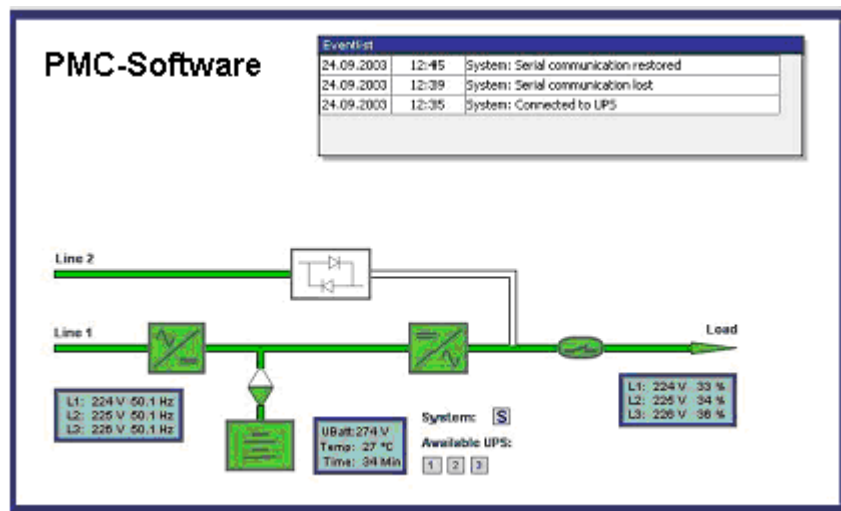 PMC-Software
Eventlist
24.09.2003 12:45 System: Serial communication restored
24.09.2003 12:39 System: Serial communication lost
24.09.2003 12:35 System: Connected to UPS
Line 2
Line 1
Load
L1: 224 V 50.1 Hz
L2: 225 V 50.1 Hz
L3: 226 V 50.1 Hz
UBatt:274 V
Temp: 27 °C
Time: 34 Min
System: S
Available UPS:
1 2 3
L1: 224 V 33 %
L2: 225 V 34 %
L3: 226 V 36 %